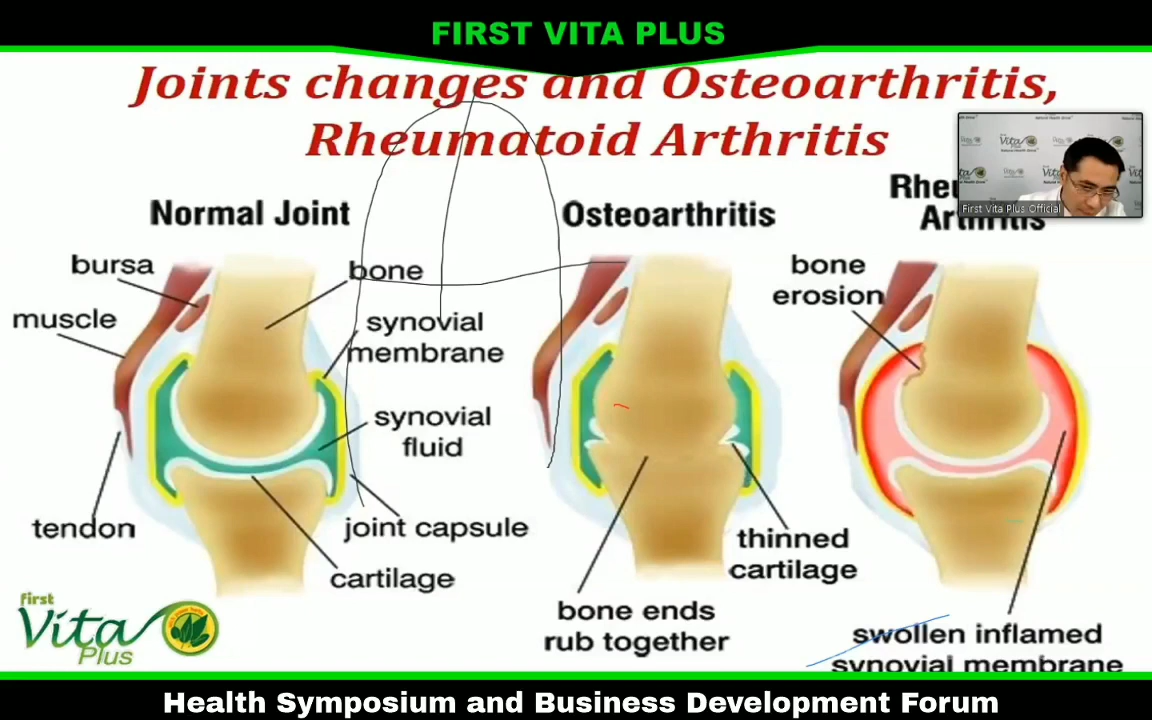 FIRST VITA PLUS
Joints changes and Osteoarthritis,
Rheumatoid Arthritis
First Vita Plus Official
Normal Joint
bursa
muscle
tendon
bone
synovial
membrane
synovial
fluid
joint capsule
cartilage
Osteoarthritis
bone ends
rub together
thinned
cartilage
Arthritis
bone
erosion
swollen inflamed
synovial membrane
first
Vita
Plus
Health Symposium and Business Development Forum